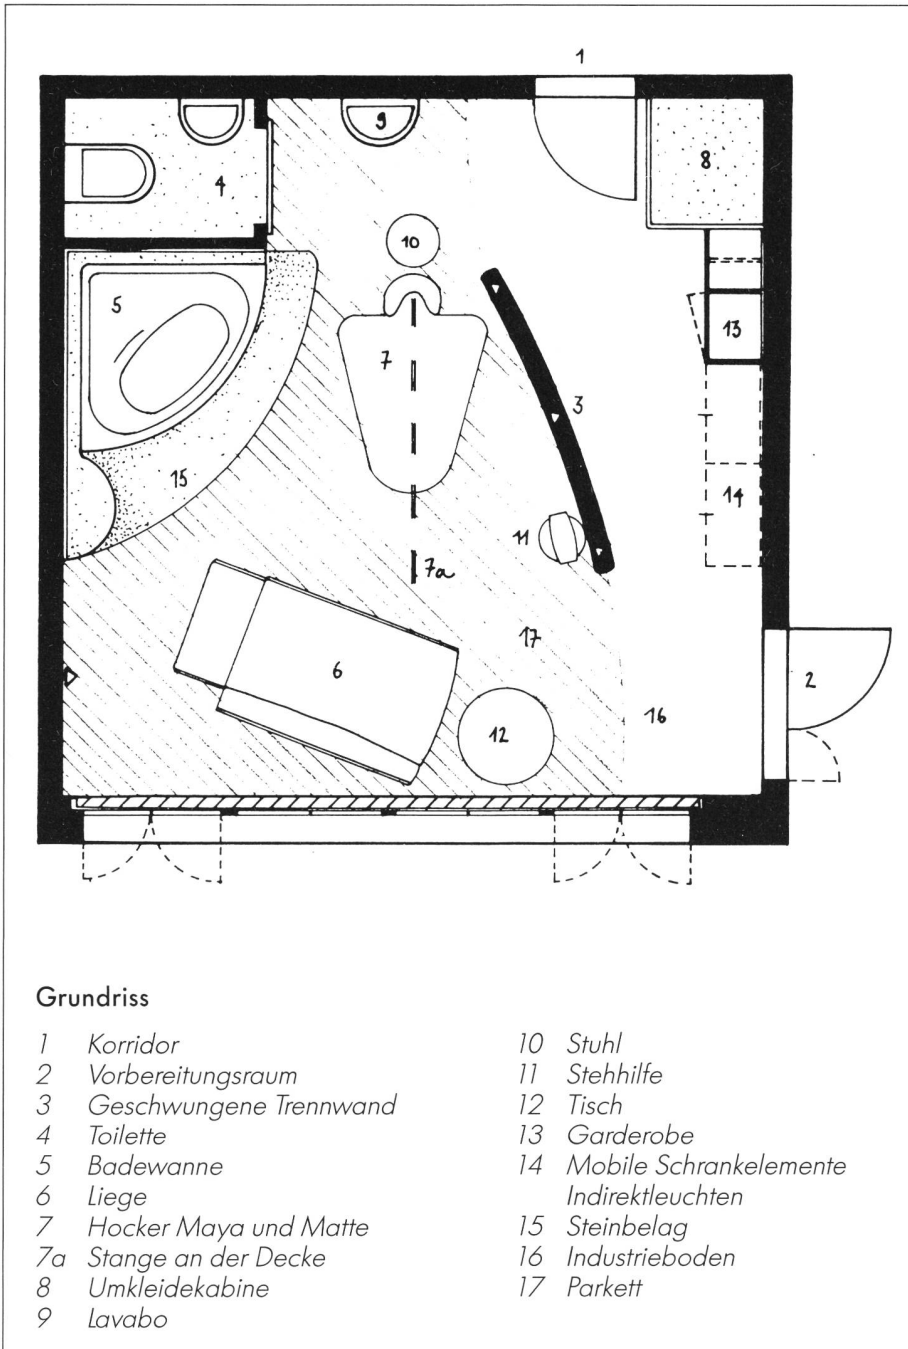 1
9
8
4
10
5
13
7
3
15
14
11
7a
17
6
2
16
12
Grundriss
1 Korridor
2 Vorbereitungsraum
3 Geschwungene Trennwand
4 Toilette
5 Badewanne
6 Liege
7 Hocker Maya und Matte
7a Stange an der Decke
8 Umkleidekabine
9 Lavabo
10 Stuhl
11 Stehhilfe
12 Tisch
13 Garderobe
14 Mobile Schrankelemente
Indirektleuchten
15 Steinbelag
16 Industrieboden
17 Parkett